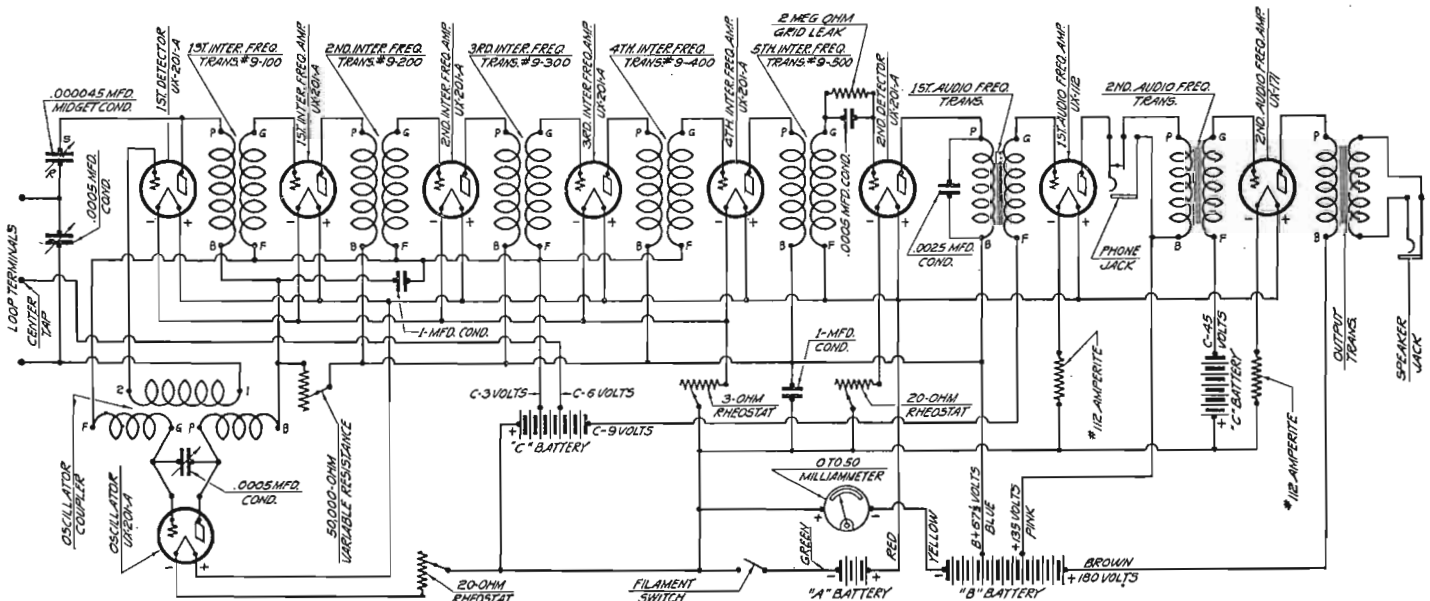 1ST. DETECTOR
UX-201-A
1ST. INTER. FREQ.
TRANS. #9-100
1ST. INTER. FREQ. AMP.
UX-201-A
2ND. INTER. FREQ.
TRANS. #9-200
2ND. INTER. FREQ. AMP.
UX-201-A
3RD. INTER. FREQ.
TRANS. #9-300
3RD. INTER. FREQ. AMP.
UX-201-A
4TH. INTER. FREQ.
TRANS. #9-400
4TH. INTER. FREQ. AMP.
UX-201-A
2 MEG OHM
GRID LEAK
5TH. INTER. FREQ.
TRANS. #9-500
2ND. DETECTOR
UX-201-A
1ST. AUDIO FREQ.
TRANS.
1ST. AUDIO FREQ. AMP.
UX-112
2ND. AUDIO FREQ.
TRANS.
2ND. AUDIO FREQ. AMP.
UX-171
.000045 MFD.
MIDGET COND.
S
R
.0005 MFD.
COND.
P G P G P G P G P G P G P G P
- + - + - + - + - + - + - + - +
B F B F B F B F B F B F B F B
.0005 MFD. COND.
.0025 MFD.
COND.
PHONE
JACK
OUTPUT
TRANS.
SPEAKER
JACK
LOOP TERMINALS
CENTER
TAP
1-MFD. COND.
1-MFD.
COND.
2 1
F G P B
OSCILLATOR
COUPLER
OSCILLATOR
UX-201-A
.0005 MFD.
COND.
- +
50,000-OHM
VARIABLE RESISTANCE
C-3 VOLTS
C-6 VOLTS
C-9 VOLTS
+
"C" BATTERY
3-OHM
RHEOSTAT
20-OHM
RHEOSTAT
#112 AMPERITE
C-45
VOLTS
"C" BATTERY
+
#112 AMPERITE
0 TO 50
MILLIAMMETER
+ -
20-OHM
RHEOSTAT
FILAMENT
SWITCH
GREEN
- +
"A" BATTERY
RED
YELLOW
B+67½ VOLTS
BLUE
+135 VOLTS
PINK
-
"B" BATTERY
BROWN
+180 VOLTS